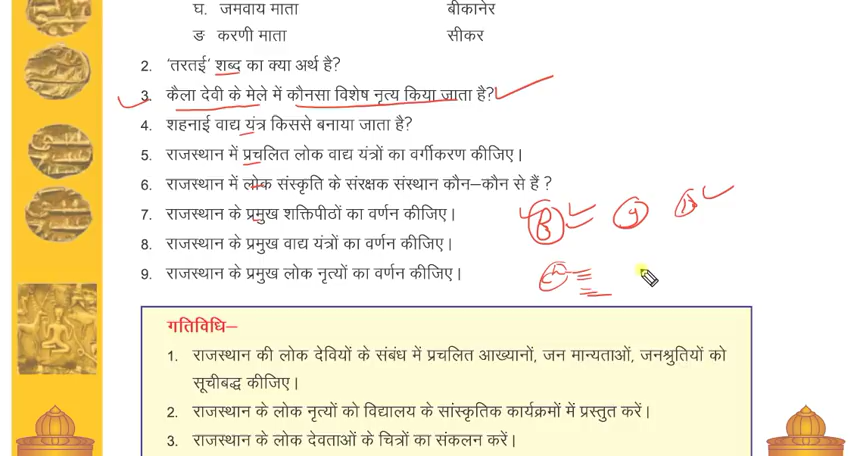 घ. जमवाय माता बीकानेर
ङ करणी माता सीकर
2. 'तरतई' शब्द का क्या अर्थ है?
3. कैला देवी के मेले में कौनसा विशेष नृत्य किया जाता है?
4. शहनाई वाद्य यंत्र किससे बनाया जाता है?
5. राजस्थान में प्रचलित लोक वाद्य यंत्रों का वर्गीकरण कीजिए।
6. राजस्थान में लोक संस्कृति के संरक्षक संस्थान कौन–कौन से हैं ?
7. राजस्थान के प्रमुख शक्तिपीठों का वर्णन कीजिए।
8. राजस्थान के प्रमुख वाद्य यंत्रों का वर्णन कीजिए।
9. राजस्थान के प्रमुख लोक नृत्यों का वर्णन कीजिए।
गतिविधि–
1. राजस्थान की लोक देवियों के संबंध में प्रचलित आख्यानों, जन मान्यताओं, जनश्रुतियों को
सूचीबद्ध कीजिए।
2. राजस्थान के लोक नृत्यों को विद्यालय के सांस्कृतिक कार्यक्रमों में प्रस्तुत करें।
3. राजस्थान के लोक देवताओं के चित्रों का संकलन करें।